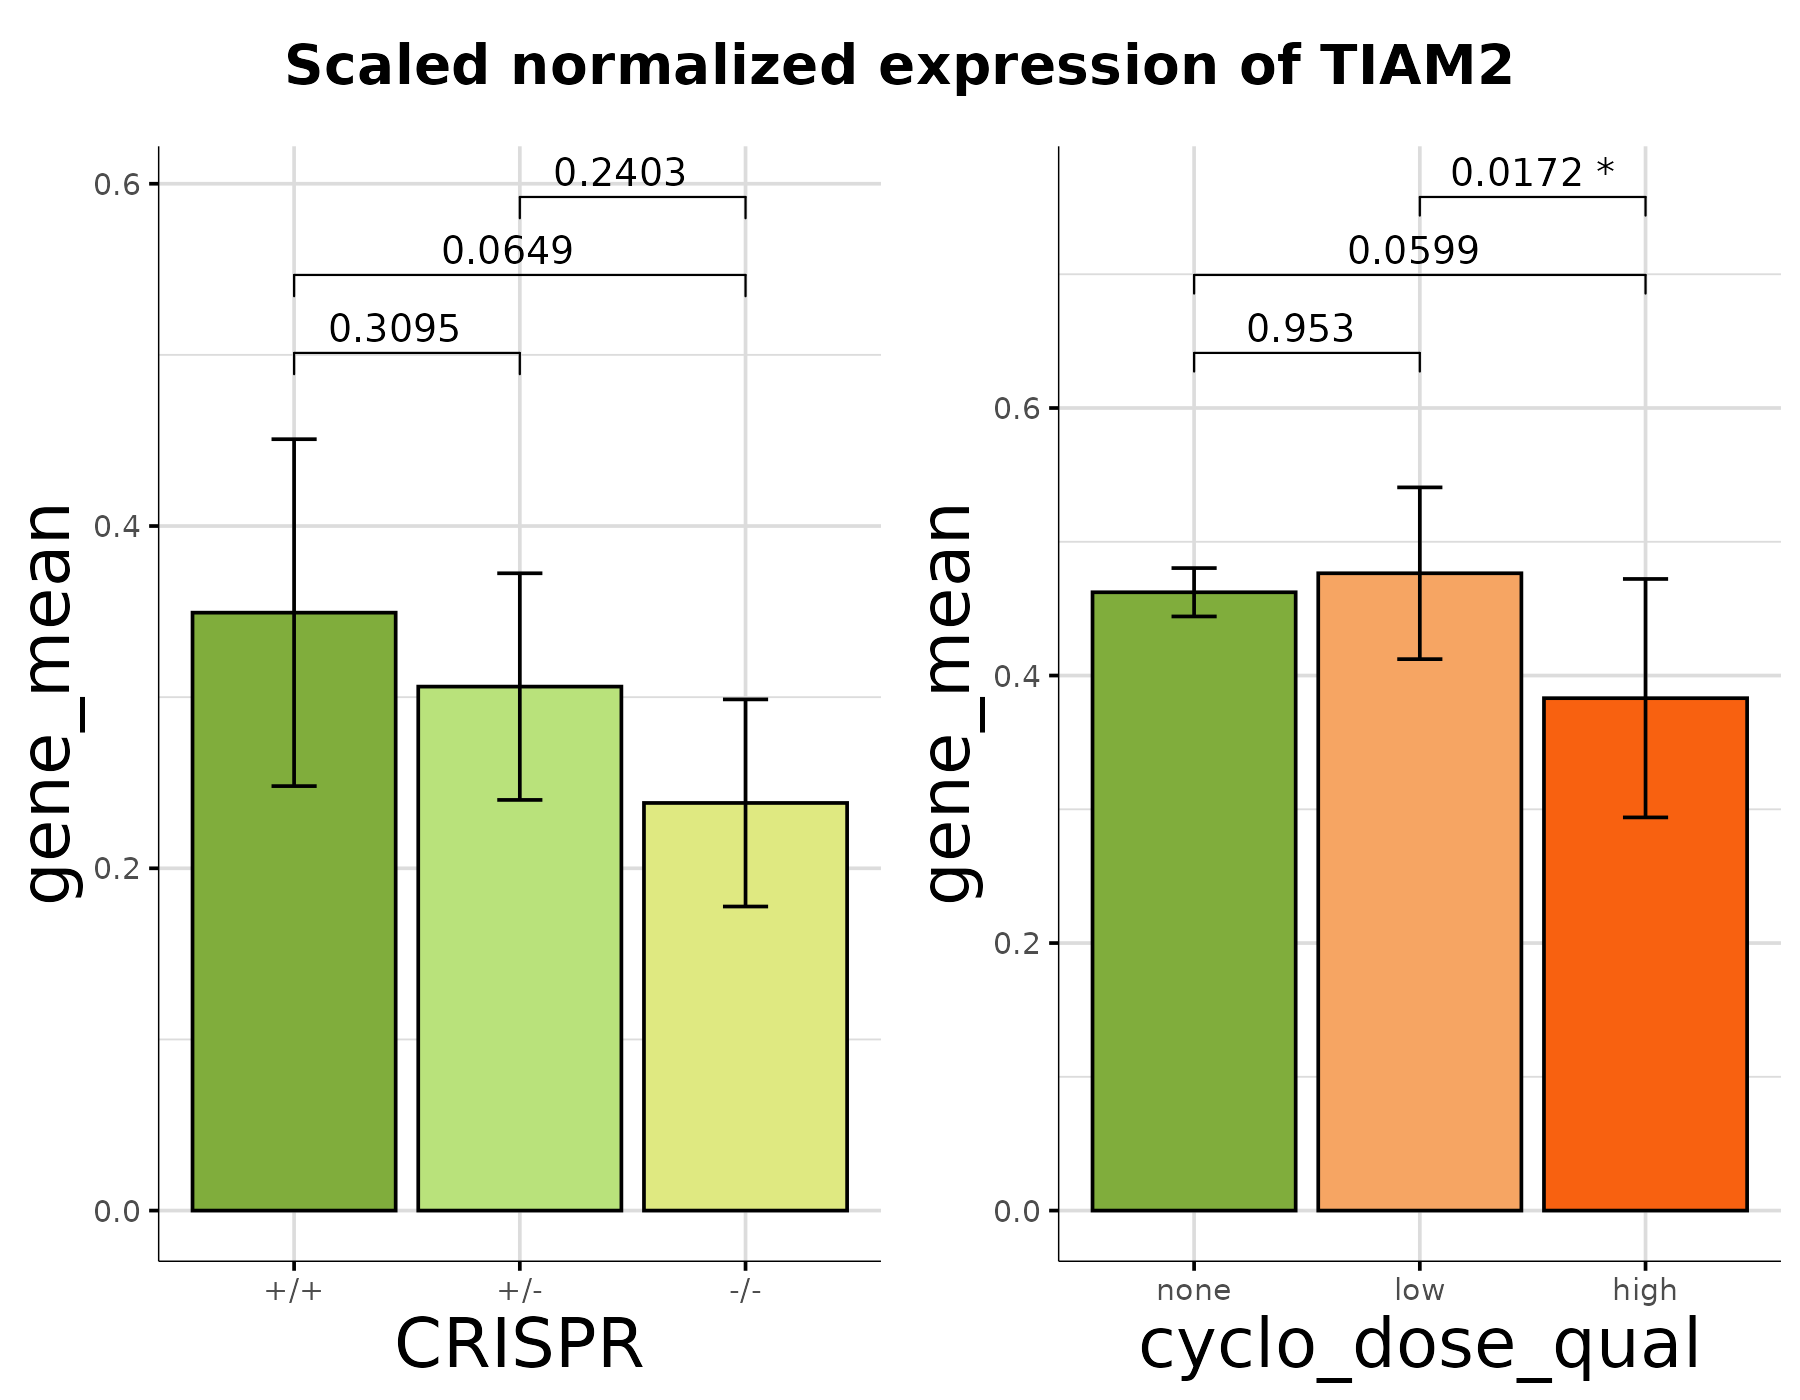 Scaled normalized expression of TIAM2
gene_mean
0.6
0.4
0.2
0.0
0.2403
0.0649
0.3095
+/+
+/-
-/-
CRISPR
gene_mean
0.6
0.4
0.2
0.0
0.0172 *
0.0599
0.953
none
low
high
cyclo_dose_qual